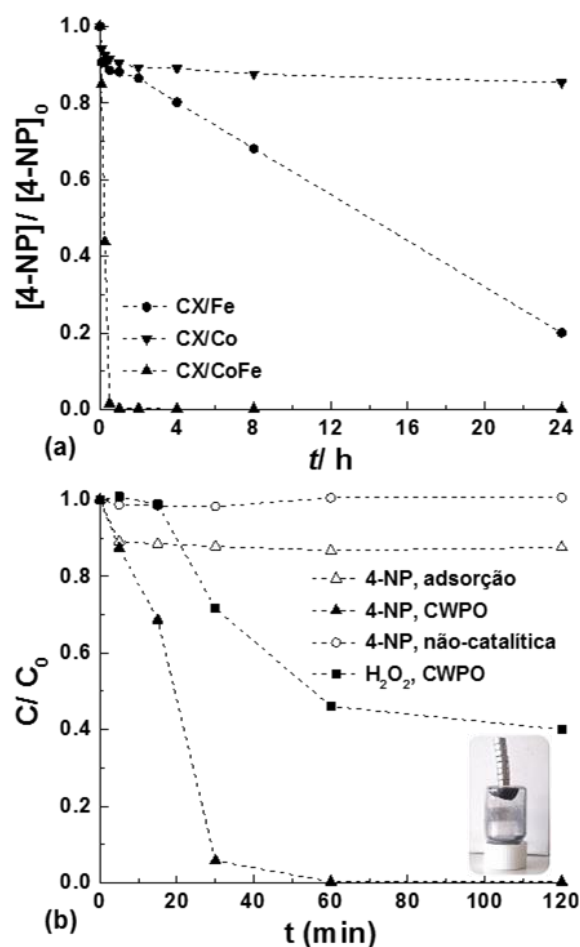 1.0
0.8
0.6
0.4
0.2
0.0
[4-NP]/ [4-NP]0
CX/Fe
CX/Co
CX/CoFe
0 4 8 12 16 20 24
(a)
t/ h
1.0
0.8
0.6
0.4
0.2
0.0
C/ C0
4-NP, adsorção
4-NP, CWPO
4-NP, não-catalítica
H2O2, CWPO
0 20 40 60 80 100 120
(b)
t (min)